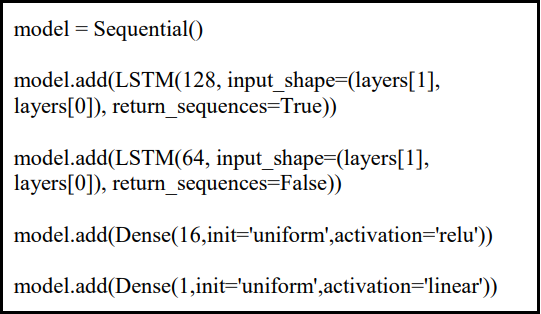 model = Sequential()
model.add(LSTM(128, input_shape=(layers[1],
layers[0]), return_sequences=True))
model.add(LSTM(64, input_shape=(layers[1],
layers[0]), return_sequences=False))
model.add(Dense(16,init='uniform',activation='relu'))
model.add(Dense(1,init='uniform',activation='linear'))